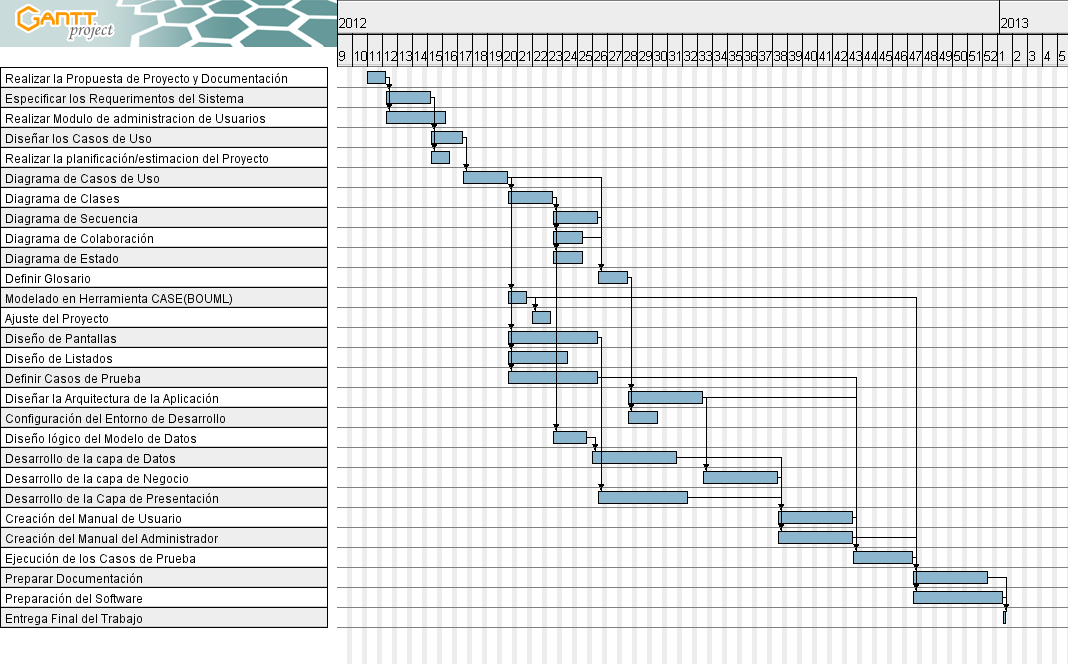 GANTT
project
2012
2013
9 10 11 12 13 14 15 16 17 18 19 20 21 22 23 24 25 26 27 28 29 30 31 32 33 34 35 36 37 38 39 40 41 42 43 44 45 46 47 48 49 50 51 52 1 2 3 4 5
Realizar la Propuesta de Proyecto y Documentación
Especificar los Requerimentos del Sistema
Realizar Modulo de administracion de Usuarios
Diseñar los Casos de Uso
Realizar la planificación/estimacion del Proyecto
Diagrama de Casos de Uso
Diagrama de Clases
Diagrama de Secuencia
Diagrama de Colaboración
Diagrama de Estado
Definir Glosario
Modelado en Herramienta CASE(BOUML)
Ajuste del Proyecto
Diseño de Pantallas
Diseño de Listados
Definir Casos de Prueba
Diseñar la Arquitectura de la Aplicación
Configuración del Entorno de Desarrollo
Diseño lógico del Modelo de Datos
Desarrollo de la capa de Datos
Desarrollo de la capa de Negocio
Desarrollo de la Capa de Presentación
Creación del Manual de Usuario
Creación del Manual del Administrador
Ejecución de los Casos de Prueba
Preparar Documentación
Preparación del Software
Entrega Final del Trabajo